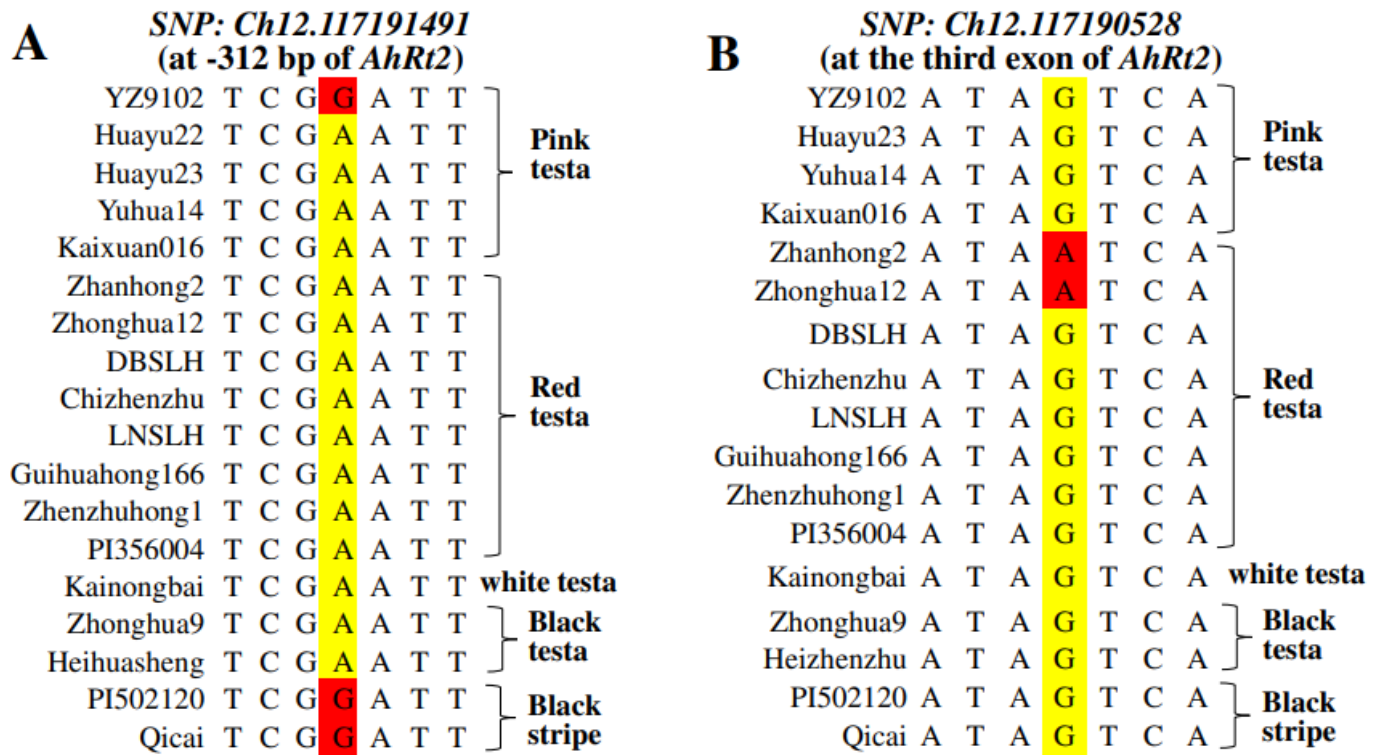 A
SNP: Ch12.117191491
(at -312 bp of AhRt2)
YZ9102 T C G G A T T
Huayu22 T C G A A T T
Huayu23 T C G A A T T
Yuhua14 T C G A A T T
Kaixuan016 T C G A A T T
Pink
testa
Zhanhong2 T C G A A T T
Zhonghua12 T C G A A T T
DBSLH T C G A A T T
Chizhenzhu T C G A A T T
LNSLH T C G A A T T
Guihuahong166 T C G A A T T
Zhenzhuhong1 T C G A A T T
PI356004 T C G A A T T
Red
testa
Kainongbai T C G A A T T white testa
Zhonghua9 T C G A A T T
Heihuasheng T C G A A T T
Black
testa
PI502120 T C G G A T T
Qicai T C G G A T T
Black
stripe
B
SNP: Ch12.117190528
(at the third exon of AhRt2)
YZ9102 A T A G T C A
Huayu23 A T A G T C A
Yuhua14 A T A G T C A
Kaixuan016 A T A G T C A
Pink
testa
Zhanhong2 A T A A T C A
Zhonghua12 A T A A T C A
DBSLH A T A G T C A
Chizhenzhu A T A G T C A
LNSLH A T A G T C A
Guihuahong166 A T A G T C A
Zhenzhuhong1 A T A G T C A
PI356004 A T A G T C A
Red
testa
Kainongbai A T A G T C A white testa
Zhonghua9 A T A G T C A
Heizhenzhu A T A G T C A
Black
testa
PI502120 A T A G T C A
Qicai A T A G T C A
Black
stripe